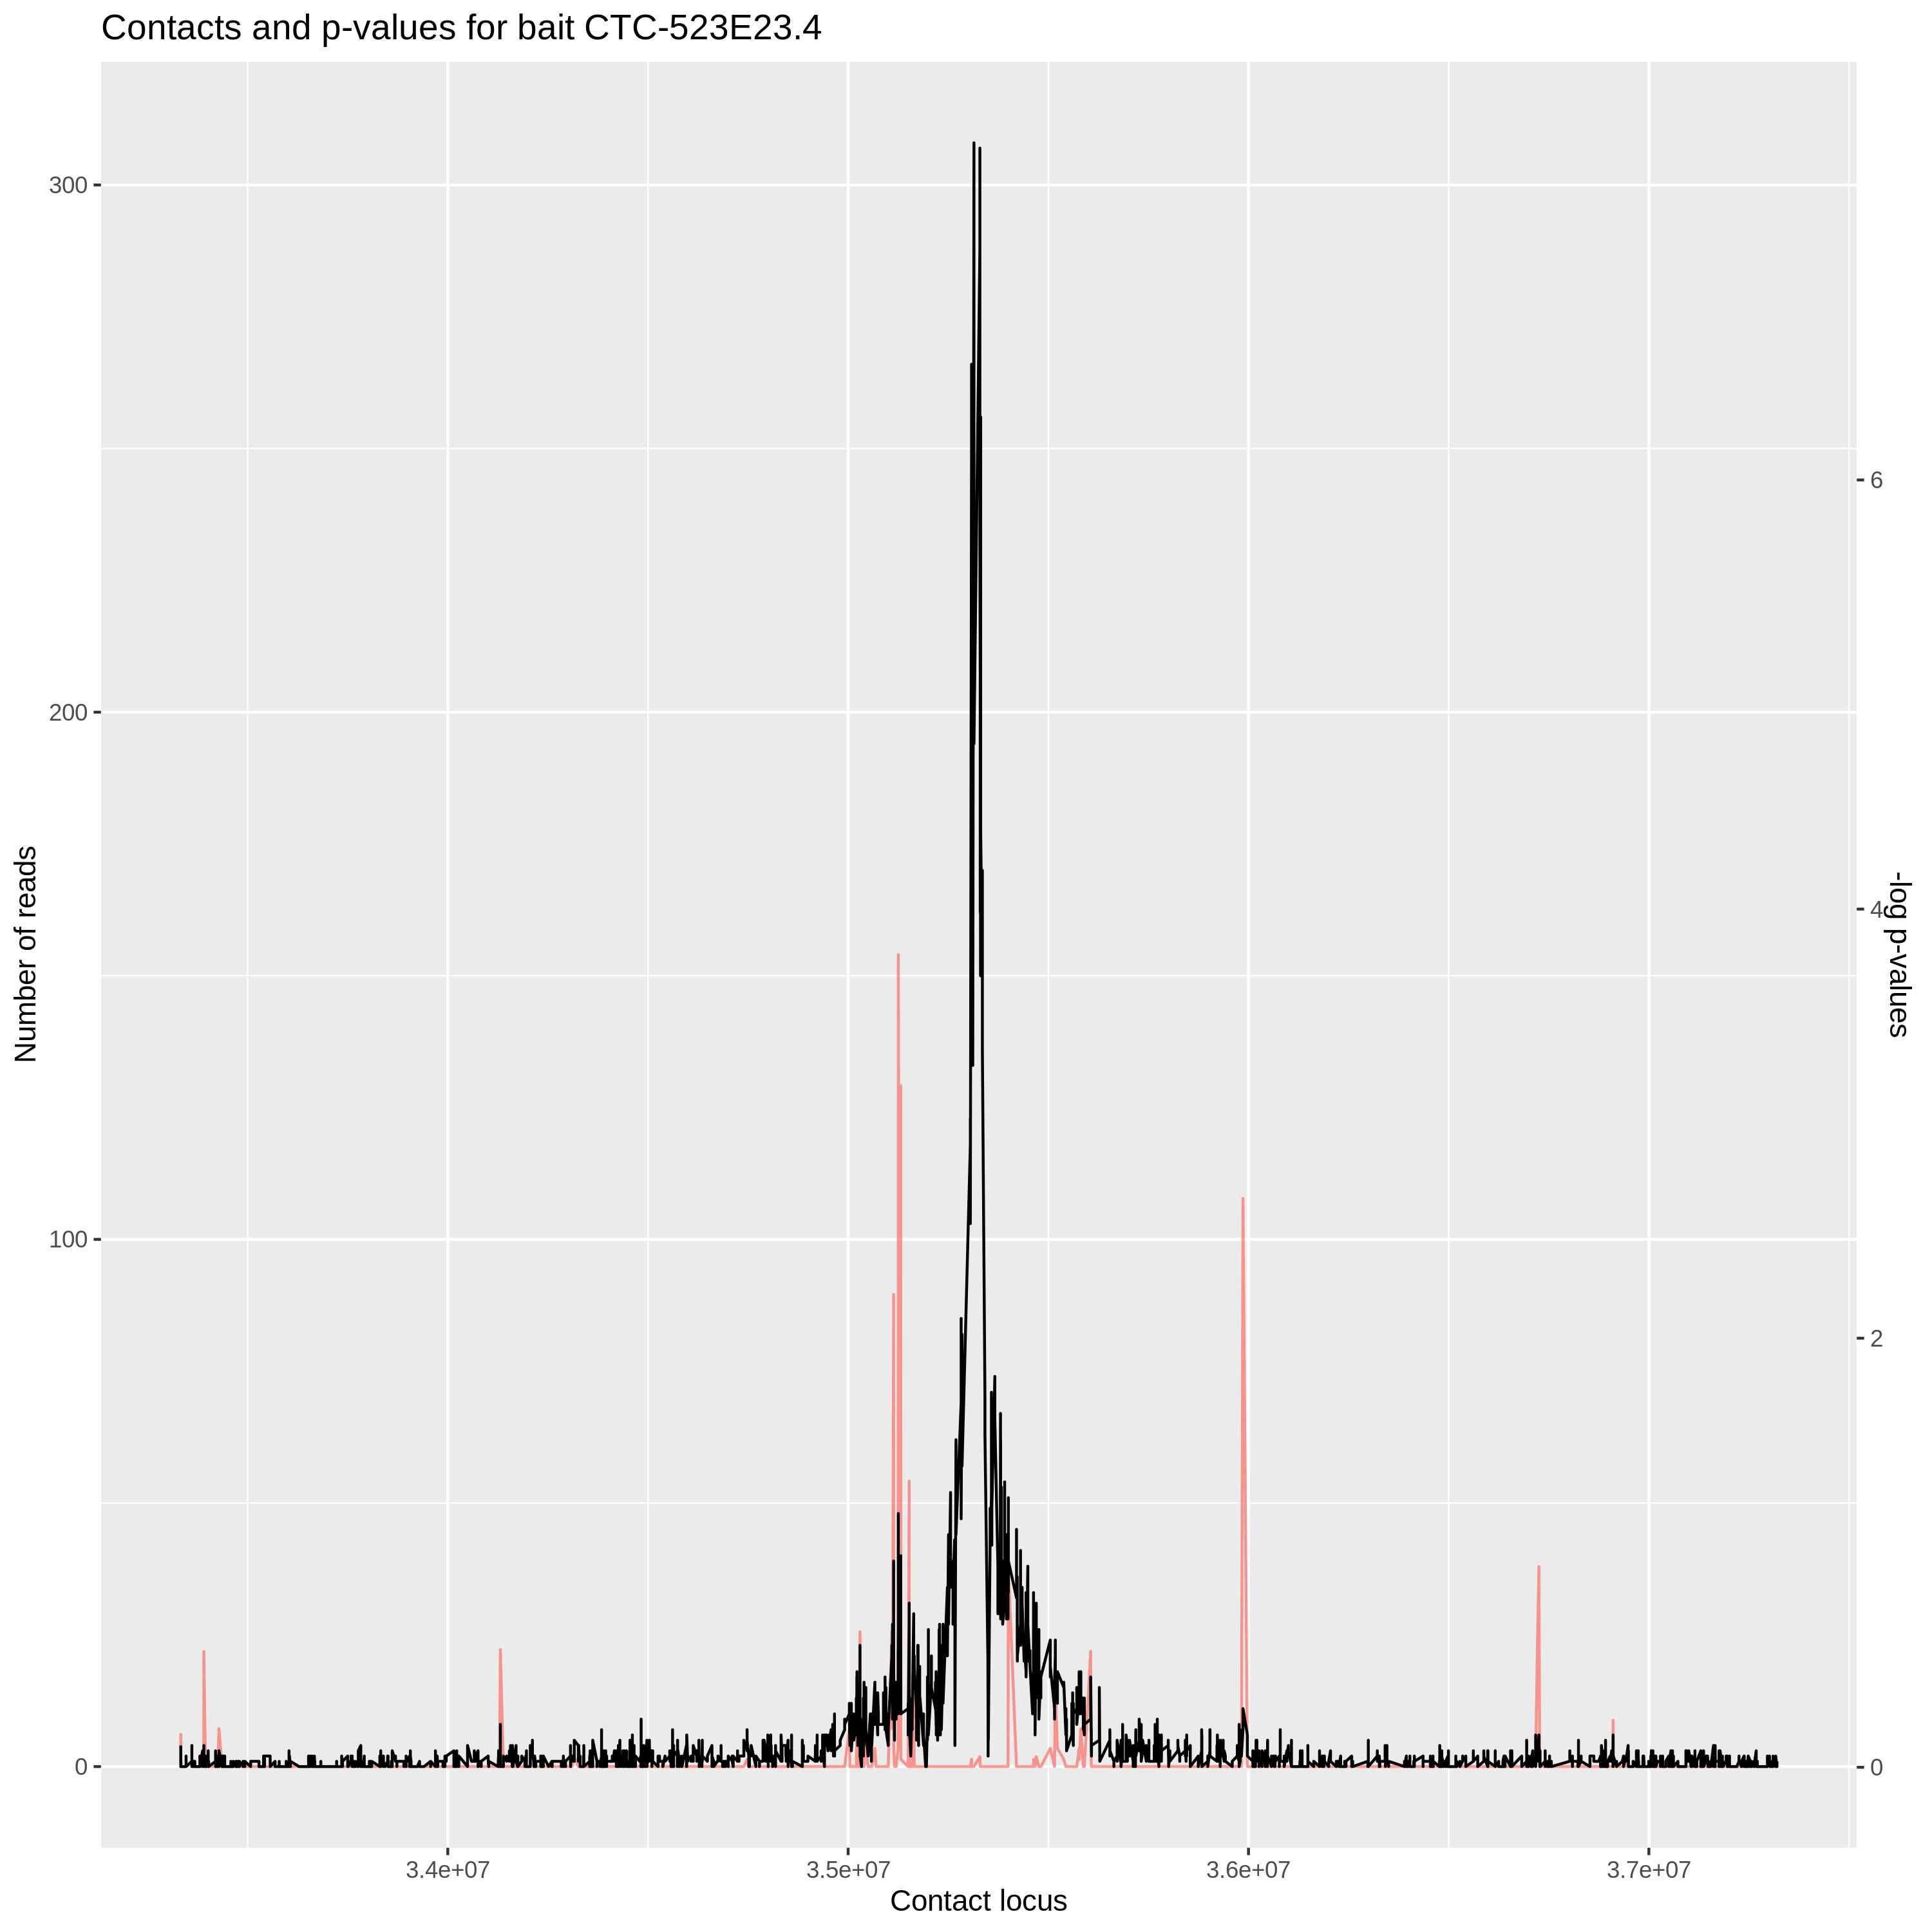 Contacts and p-values for bait CTC-523E23.4
300
200
100
0
Number of reads
6
4
2
0
-log p-values
3.4e+07 3.5e+07 3.6e+07 3.7e+07
Contact locus